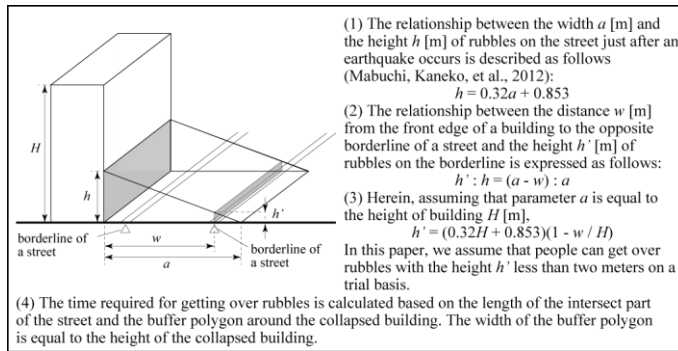 (1) The relationship between the width a [m] and
the height h [m] of rubbles on the street just after an
earthquake occurs is described as follows
(Mabuchi, Kaneko, et al., 2012):
h = 0.32a + 0.853
(2) The relationship between the distance w [m]
from the front edge of a building to the opposite
borderline of a street and the height h’ [m] of
rubbles on the borderline is expressed as follows:
h’ : h = (a - w) : a
(3) Herein, assuming that parameter a is equal to
the height of building H [m],
h’ = (0.32H + 0.853)(1 - w / H)
In this paper, we assume that people can get over
rubbles with the height h’ less than two meters on a
trial basis.
H
h
h’
borderline of
a street
w
a
borderline of
a street
(4) The time required for getting over rubbles is calculated based on the length of the intersect part
of the street and the buffer polygon around the collapsed building. The width of the buffer polygon
is equal to the height of the collapsed building.